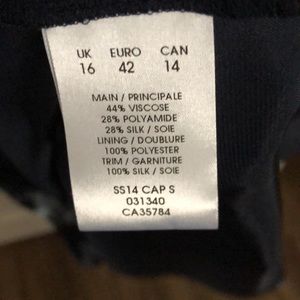 UK EURO CAN
16 42 14
MAIN / PRINCIPALE
44% VISCOSE
28% POLYAMIDE
28% SILK / SOIE
LINING / DOUBLURE
100% POLYESTER
TRIM / GARNITURE
100% SILK / SOIE
SS14 CAP S
031340
CA35784